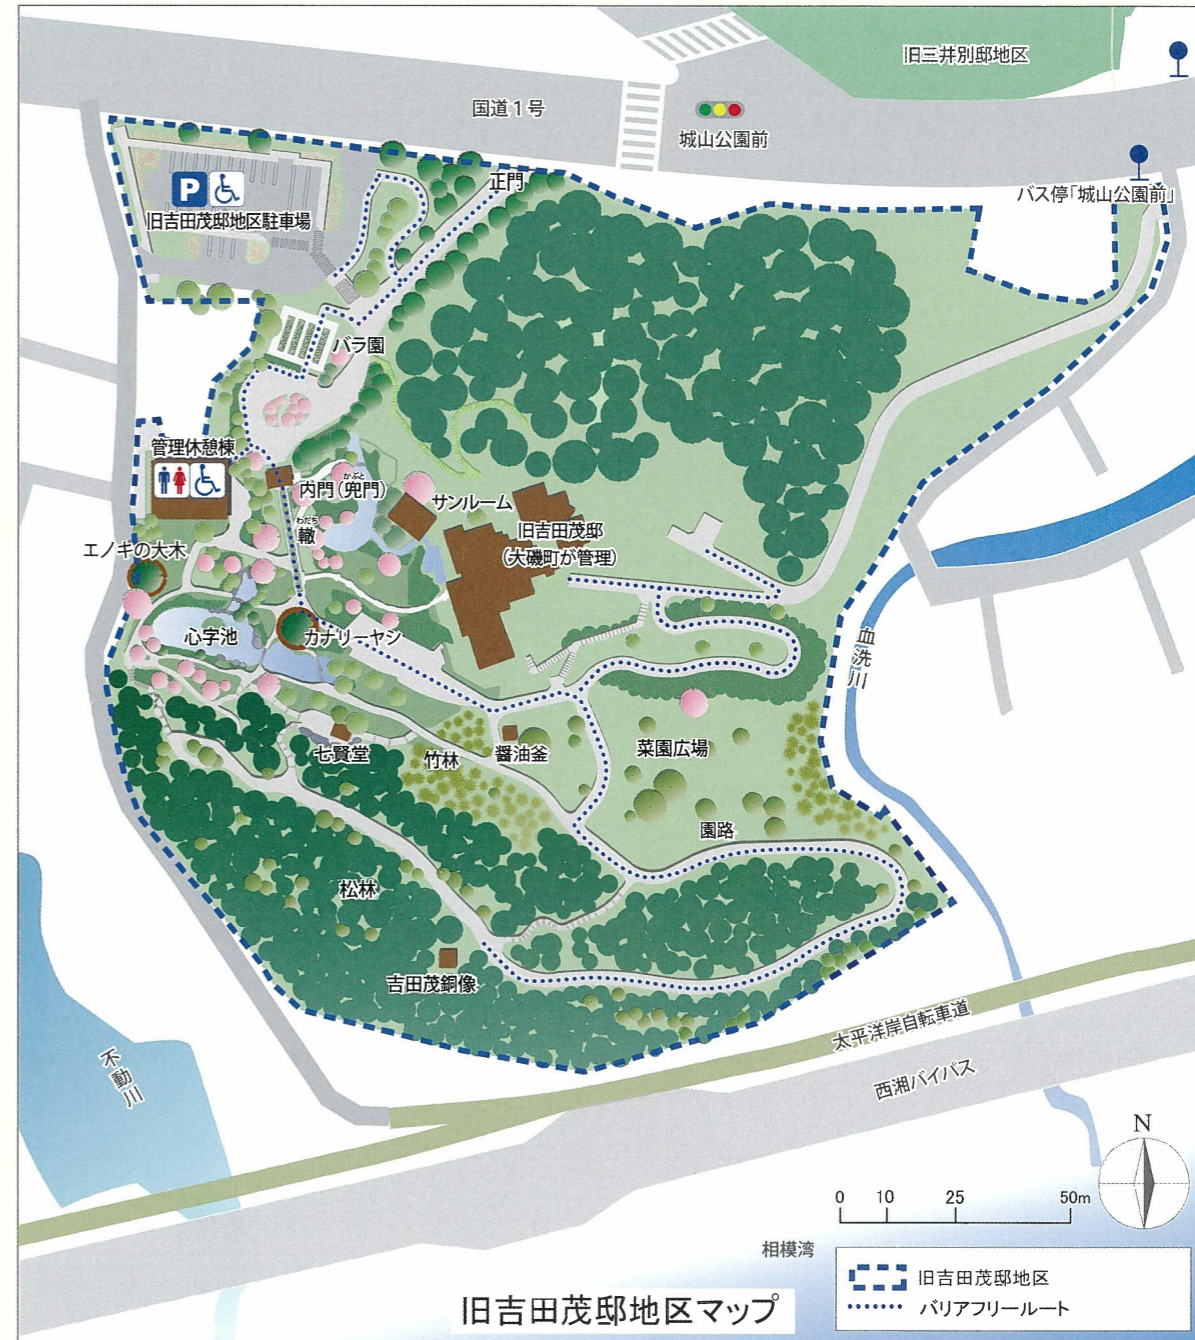 旧三井別邸地区
国道1号
城山公園前
バス停「城山公園前」
正門
P
旧吉田茂邸地区駐車場
バラ園
管理休憩棟
かぶと
内門(兜門)
サンルーム
わだち
轍
旧吉田茂邸
(大磯町が管理)
エノキの大木
心字池
カナリーヤシ
血洗川
七賢堂
竹林
醤油釜
菜園広場
園路
松林
吉田茂銅像
不動川
太平洋岸自転車道
西湘バイパス
N
0 10 25 50m
相模湾
旧吉田茂邸地区
バリアフリールート
旧吉田茂邸地区マップ